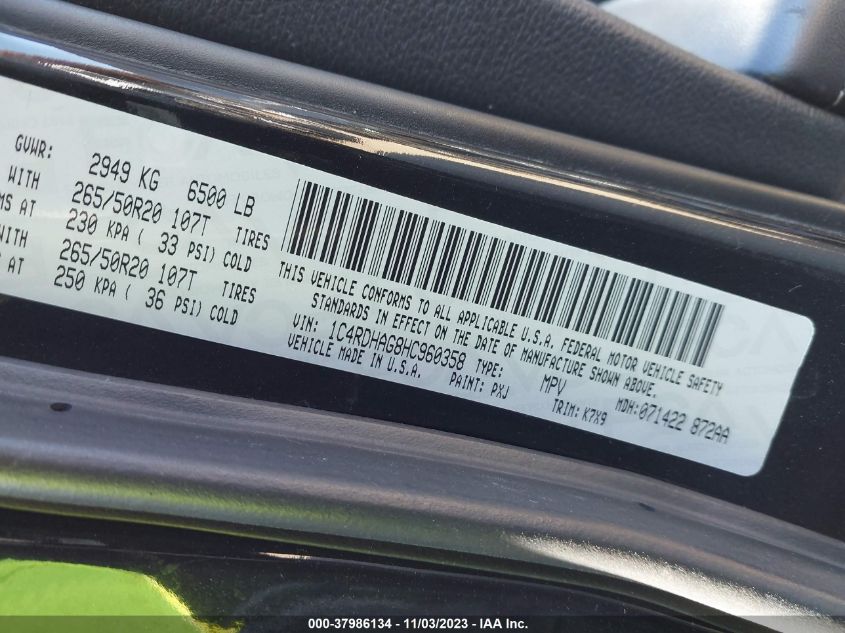 GVWR: 2949 KG 6500 LB
WITH 265/50R20 107T TIRES
MS AT 230 KPA ( 33 PSI) COLD
WITH 265/50R20 107T TIRES
AT 250 KPA ( 36 PSI) COLD
THIS VEHICLE CONFORMS TO ALL APPLICABLE U.S.A. FEDERAL MOTOR VEHICLE SAFETY
STANDARDS IN EFFECT ON THE DATE OF MANUFACTURE SHOWN ABOVE.
VIN: 1C4RDHAG8HC960358 TYPE: MPV MDH: 071422 872AA
VEHICLE MADE IN U.S.A. PAINT: PXJ TRIM: K7X9
000-37986134 - 11/03/2023 - IAA Inc.